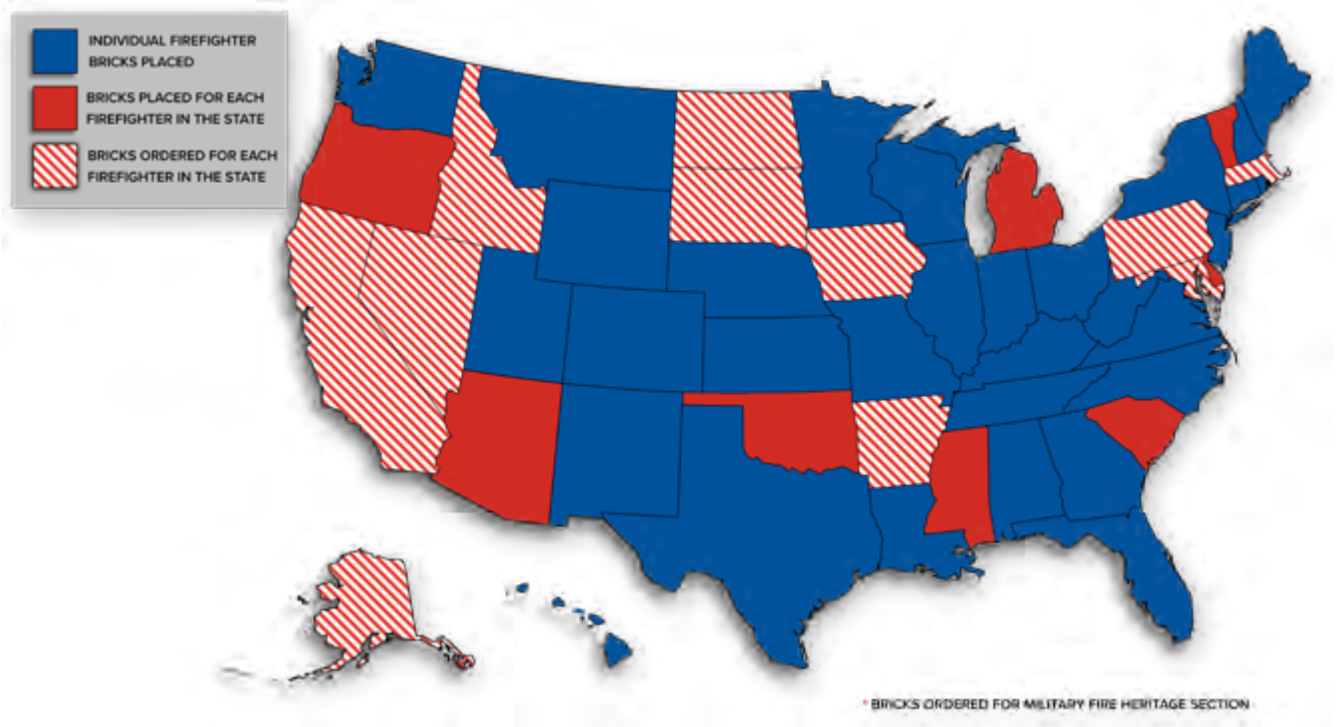 INDIVIDUAL FIREFIGHTER
BRICKS PLACED
BRICKS PLACED FOR EACH
FIREFIGHTER IN THE STATE
BRICKS ORDERED FOR EACH
FIREFIGHTER IN THE STATE
* BRICKS ORDERED FOR MILITARY FIRE HERITAGE SECTION